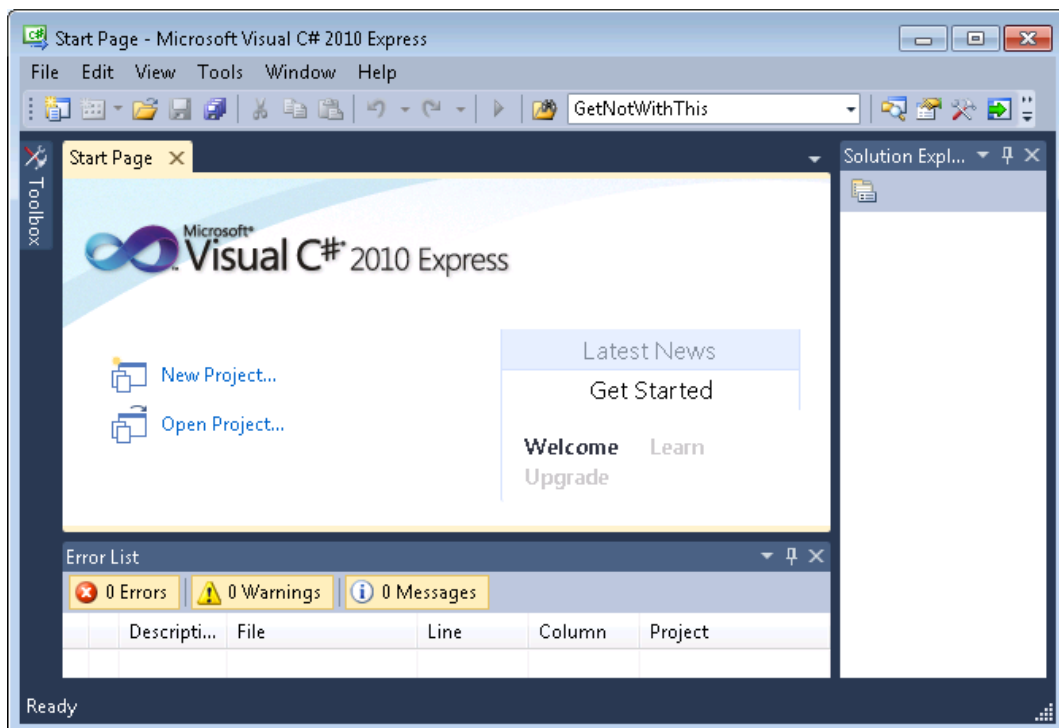 Start Page - Microsoft Visual C# 2010 Express
File Edit View Tools Window Help
GetNotWithThis
Toolbox
Start Page
Solution Expl...
Microsoft®
Visual C#® 2010 Express
New Project...
Open Project...
Latest News
Get Started
Welcome Learn
Upgrade
Error List
0 Errors 0 Warnings 0 Messages
Descripti... File Line Column Project
Ready